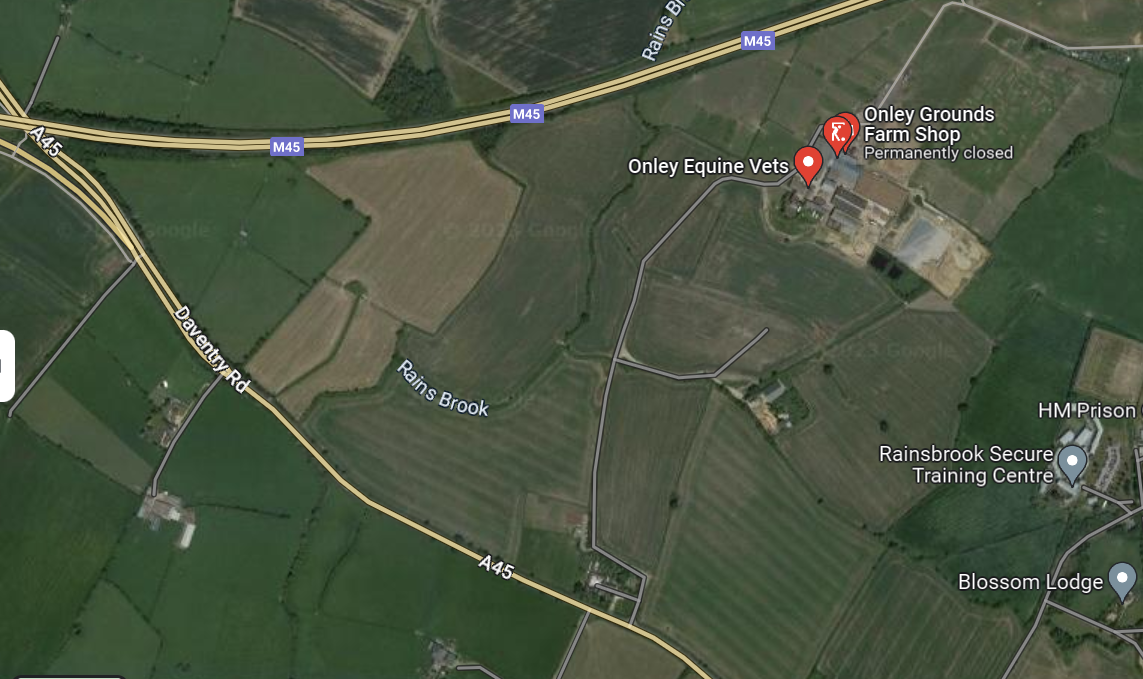 Rains B
M45
M45
M45
A45
Onley Grounds
Farm Shop
Permanently closed
Onley Equine Vets
Daventry Rd
Rains Brook
HM Prison
Rainsbrook Secure
Training Centre
A45
Blossom Lodge